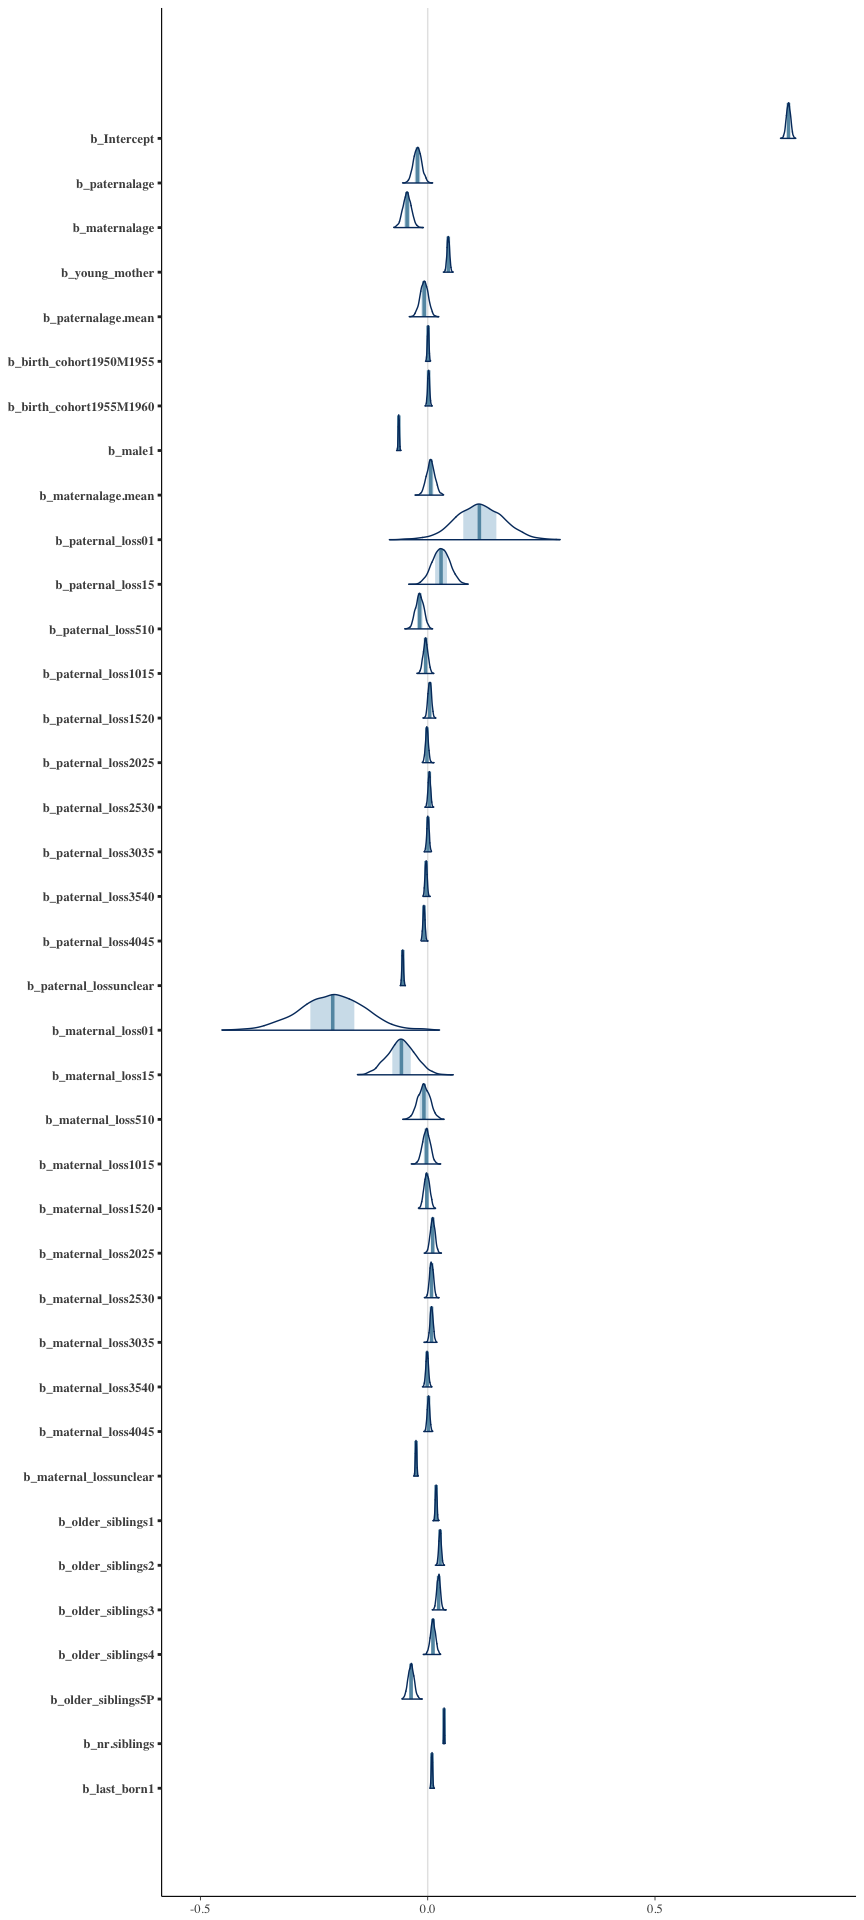 b_Intercept
b_paternalage
b_maternalage
b_young_mother
b_paternalage.mean
b_birth_cohort1950M1955
b_birth_cohort1955M1960
b_male1
b_maternalage.mean
b_paternal_loss01
b_paternal_loss15
b_paternal_loss510
b_paternal_loss1015
b_paternal_loss1520
b_paternal_loss2025
b_paternal_loss2530
b_paternal_loss3035
b_paternal_loss3540
b_paternal_loss4045
b_paternal_lossunclear
b_maternal_loss01
b_maternal_loss15
b_maternal_loss510
b_maternal_loss1015
b_maternal_loss1520
b_maternal_loss2025
b_maternal_loss2530
b_maternal_loss3035
b_maternal_loss3540
b_maternal_loss4045
b_maternal_lossunclear
b_older_siblings1
b_older_siblings2
b_older_siblings3
b_older_siblings4
b_older_siblings5P
b_nr.siblings
b_last_born1
-0.5 0.0 0.5